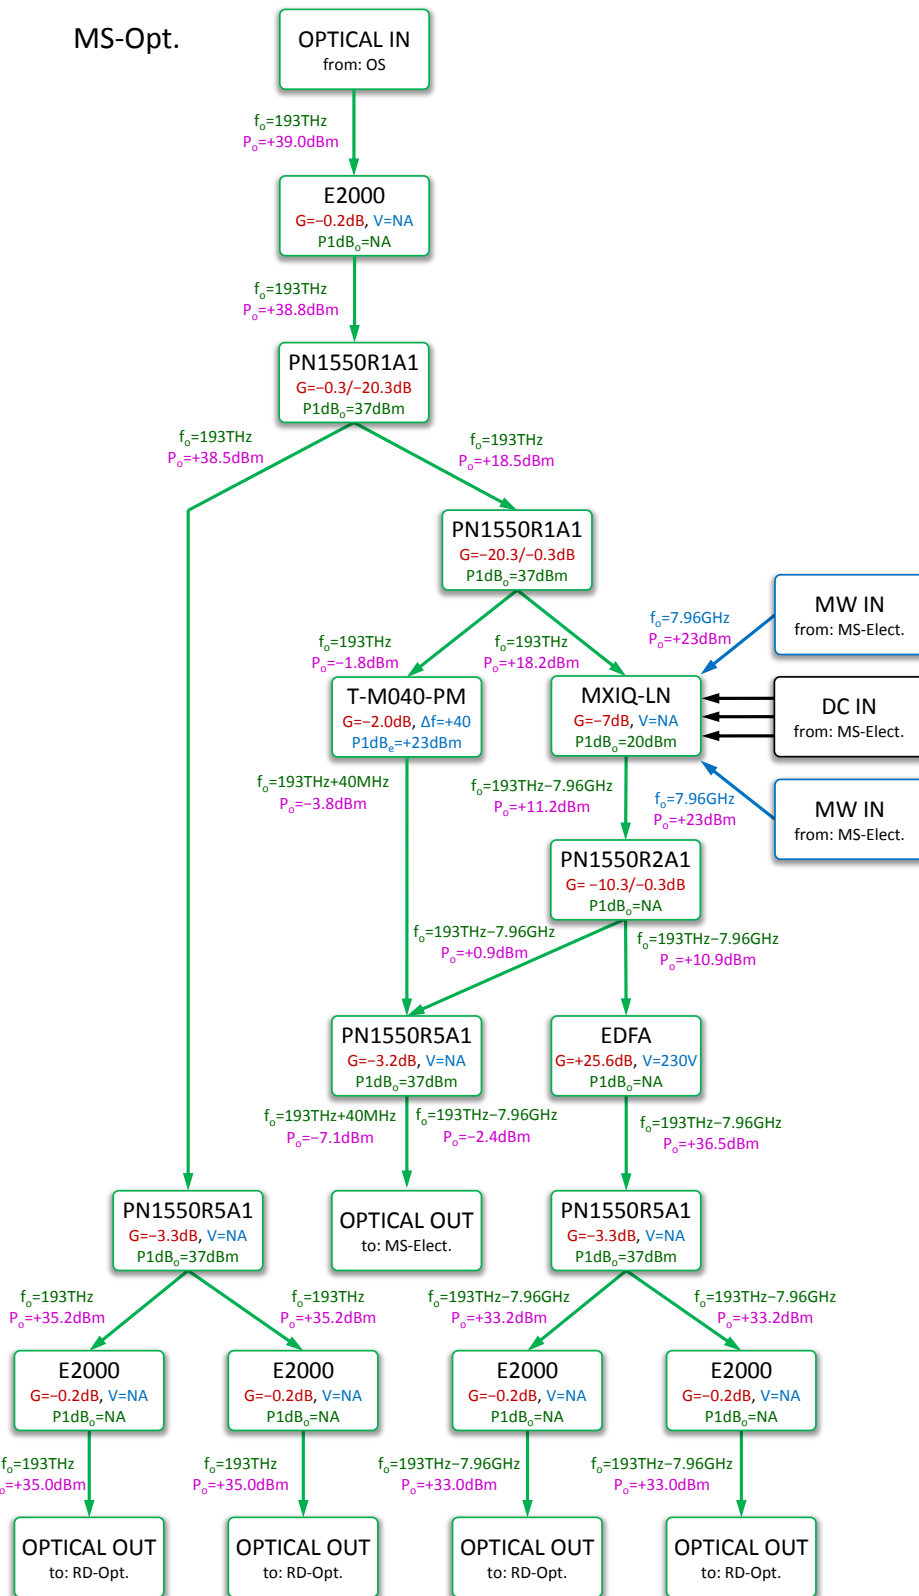 MS-Opt.
OPTICAL IN
from: OS
fₒ=193THz
Pₒ=+39.0dBm
E2000
G=−0.2dB, V=NA
P1dBₒ=NA
fₒ=193THz
Pₒ=+38.8dBm
PN1550R1A1
G=−0.3/−20.3dB
P1dBₒ=37dBm
fₒ=193THz
Pₒ=+38.5dBm
fₒ=193THz
Pₒ=+18.5dBm
PN1550R1A1
G=−20.3/−0.3dB
P1dBₒ=37dBm
fₒ=193THz
Pₒ=−1.8dBm
fₒ=193THz
Pₒ=+18.2dBm
fₒ=7.96GHz
Pₒ=+23dBm
MW IN
from: MS-Elect.
T-M040-PM
G=−2.0dB, Δf=+40
P1dBₑ=+23dBm
MXIQ-LN
G=−7dB, V=NA
P1dBₒ=20dBm
DC IN
from: MS-Elect.
fₒ=193THz+40MHz
Pₒ=−3.8dBm
fₒ=193THz−7.96GHz
Pₒ=+11.2dBm
fₒ=7.96GHz
Pₒ=+23dBm
MW IN
from: MS-Elect.
PN1550R2A1
G= −10.3/−0.3dB
P1dBₒ=NA
fₒ=193THz−7.96GHz
Pₒ=+0.9dBm
fₒ=193THz−7.96GHz
Pₒ=+10.9dBm
PN1550R5A1
G=−3.2dB, V=NA
P1dBₒ=37dBm
EDFA
G=+25.6dB, V=230V
P1dBₒ=NA
fₒ=193THz+40MHz
Pₒ=−7.1dBm
fₒ=193THz−7.96GHz
Pₒ=−2.4dBm
fₒ=193THz−7.96GHz
Pₒ=+36.5dBm
PN1550R5A1
G=−3.3dB, V=NA
P1dBₒ=37dBm
OPTICAL OUT
to: MS-Elect.
PN1550R5A1
G=−3.3dB, V=NA
P1dBₒ=37dBm
fₒ=193THz
Pₒ=+35.2dBm
fₒ=193THz
Pₒ=+35.2dBm
fₒ=193THz−7.96GHz
Pₒ=+33.2dBm
fₒ=193THz−7.96GHz
Pₒ=+33.2dBm
E2000
G=−0.2dB, V=NA
P1dBₒ=NA
E2000
G=−0.2dB, V=NA
P1dBₒ=NA
E2000
G=−0.2dB, V=NA
P1dBₒ=NA
E2000
G=−0.2dB, V=NA
P1dBₒ=NA
fₒ=193THz
ₒ=+35.0dBm
fₒ=193THz
Pₒ=+35.0dBm
fₒ=193THz−7.96GHz
Pₒ=+33.0dBm
fₒ=193THz−7.96GHz
Pₒ=+33.0dBm
OPTICAL OUT
to: RD-Opt.
OPTICAL OUT
to: RD-Opt.
OPTICAL OUT
to: RD-Opt.
OPTICAL OUT
to: RD-Opt.